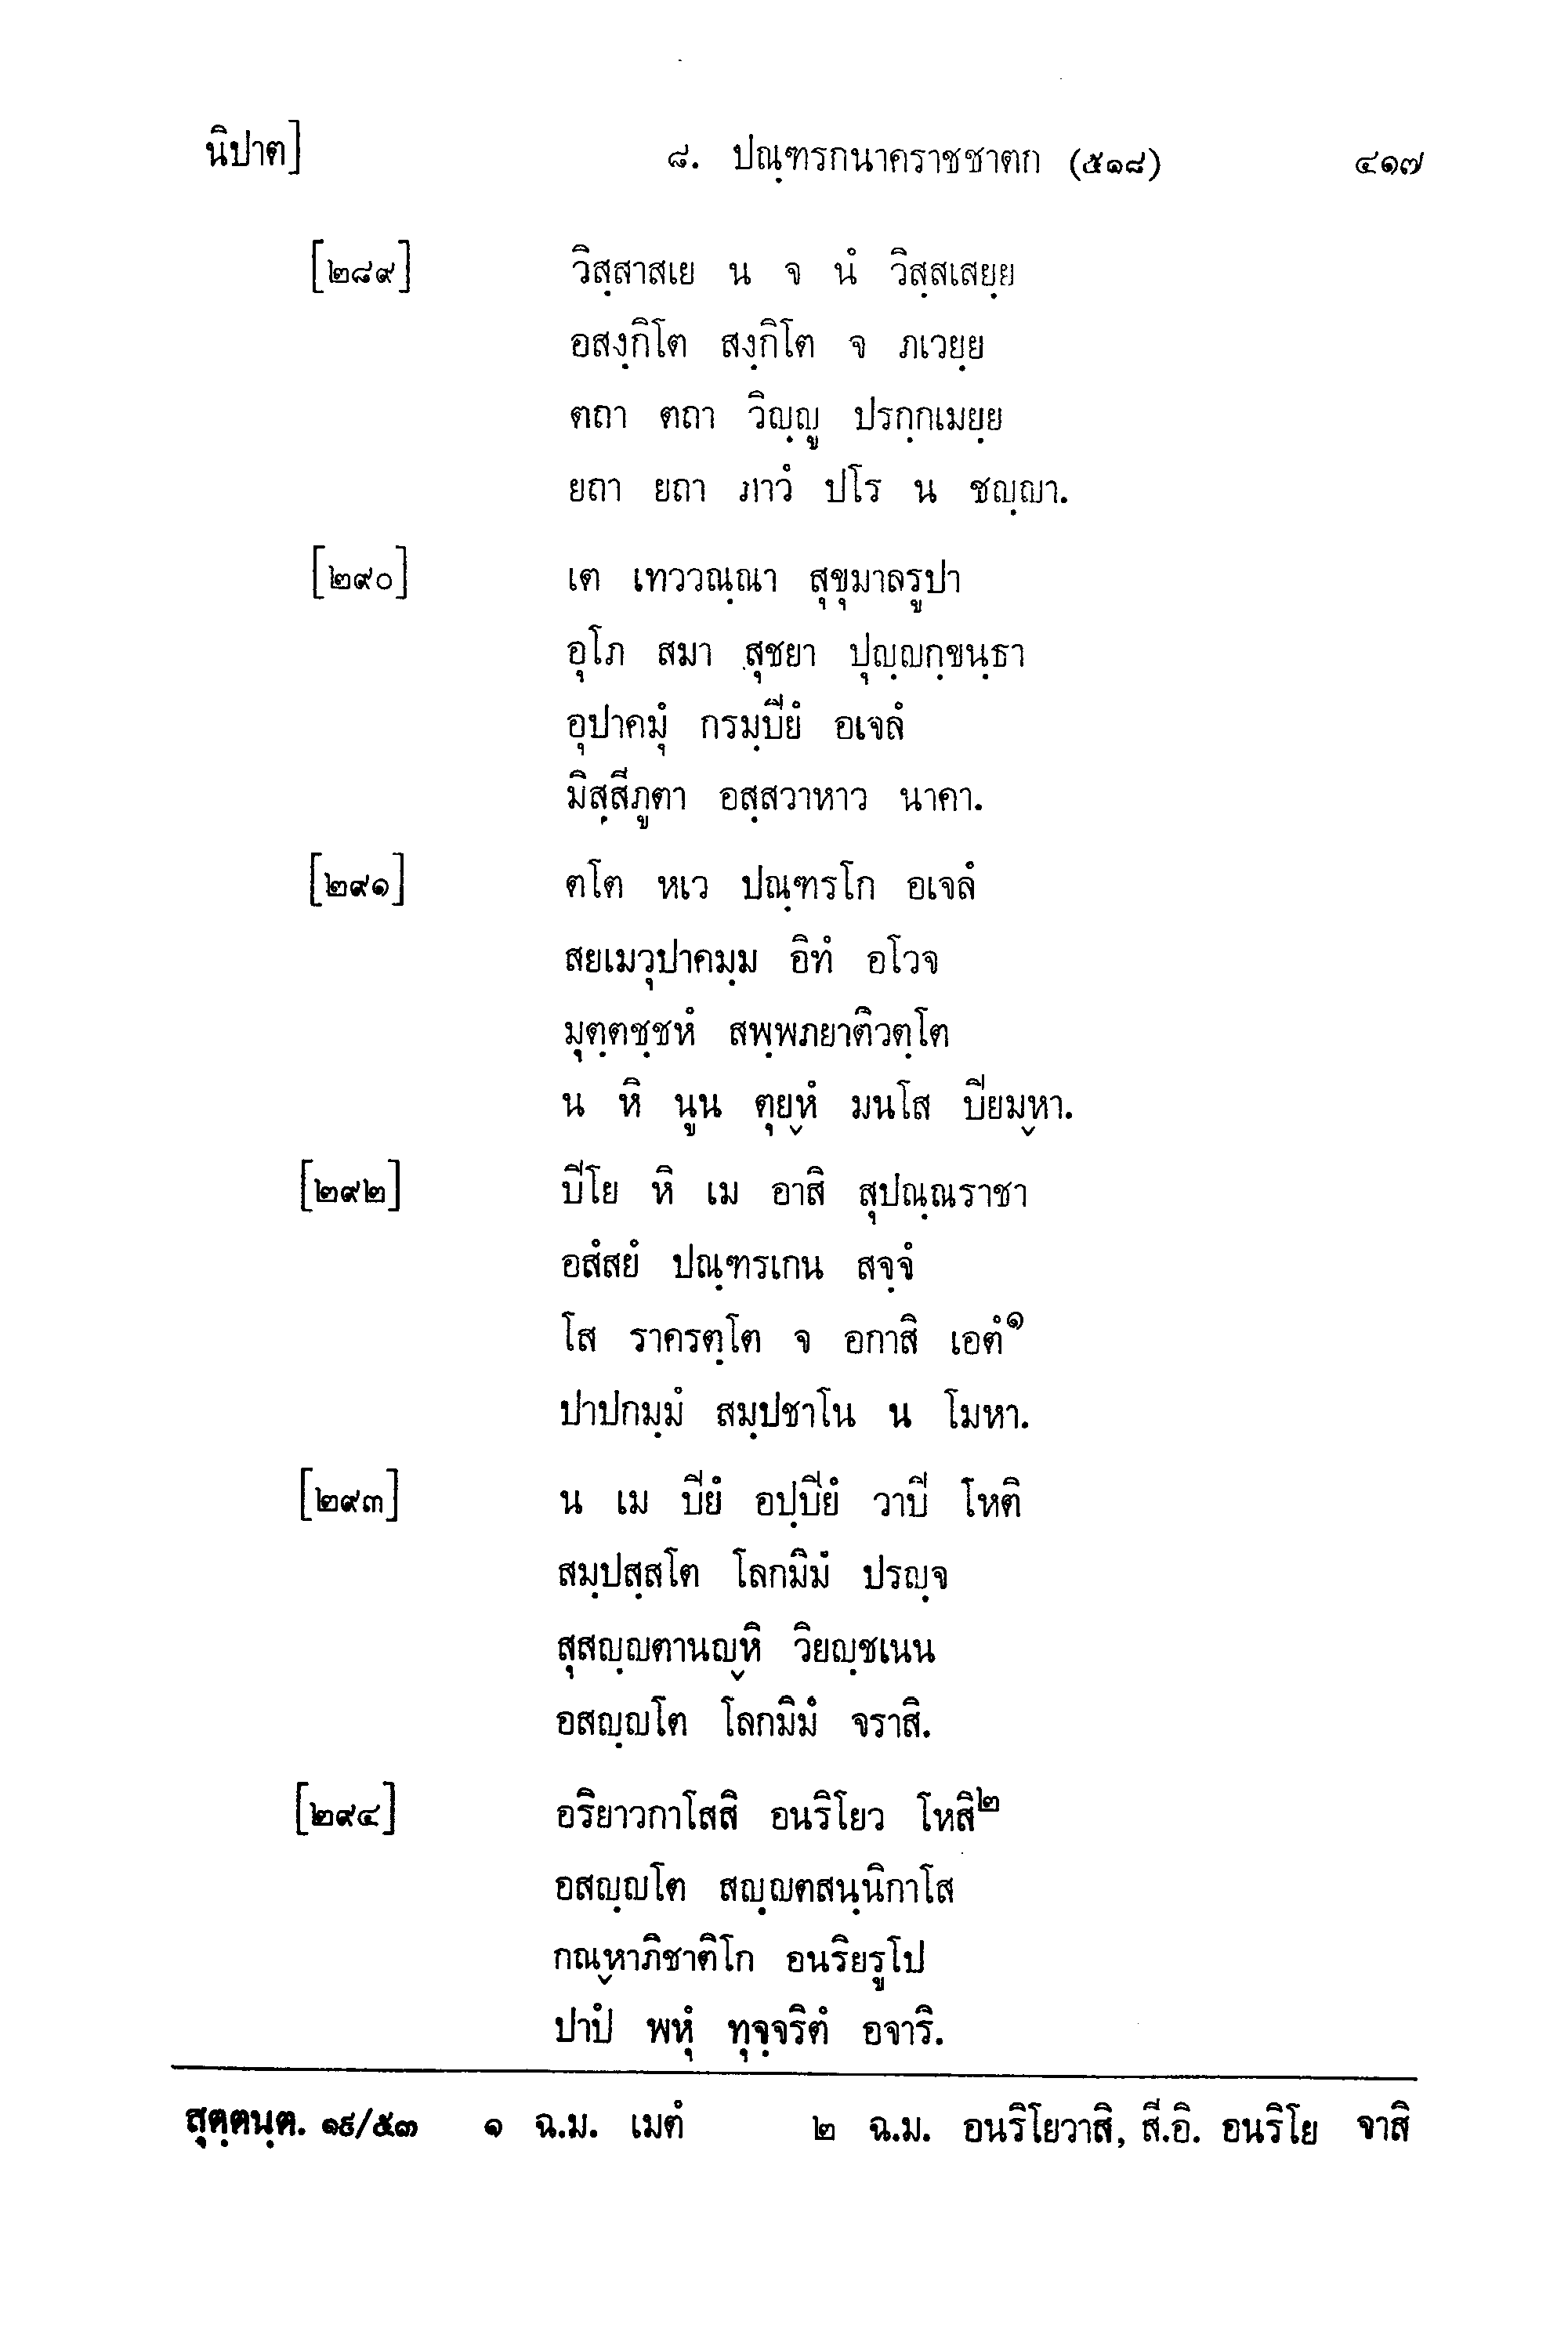 นิปาต] ๘. ปณฺฑรกนาคราชชาตก (๕๑๘) ๔๑๗
[๒๘๙] วิสฺสาสเย น จ นํ วิสฺสเสยฺย
อสงฺกิโต สงฺกิโต จ ภเวยฺย
ตถา ตถา วิญฺญู ปรกฺกเมยฺย
ยถา ยถา ภาวํ ปโร น ชญฺญา.
[๒๙๐] เต เทววณฺณา สุขุมาลรูปา
อุโภ สมา สุชยา ปุญฺญกฺขนฺธา
อุปาคมุํ กรมฺปิยํ อเจลํ
มิสฺสีภูตา อสฺสวาหาว นาคา.
[๒๙๑] ตโต หเว ปณฺฑรโก อเจลํ
สยเมวุปาคมฺม อิทํ อโวจ
มุตฺตชฺชหํ สพฺพภยาติวตฺโต
น หิ นูน ตุยฺหํ มนโส ปิยมฺหา.
[๒๙๒] ปิโย หิ เม อาสิ สุปณฺณราชา
อสํสยํ ปณฺฑรเกน สจฺจํ
โส ราครตฺโต จ อกาสิ เอตํ๑
ปาปกมฺมํ สมฺปชาโน น โมหา.
[๒๙๓] น เม ปิยํ อปฺปิยํ วาปิ โหติ
สมฺปสฺสโต โลกมิมํ ปรญฺจ
สุสญฺญตานญฺหิ วิยญฺชเนน
อสญฺญโต โลกมิมํ จราสิ.
[๒๙๔] อริยาวกาโสสิ อนริโยว โหสิ๒
อสญฺญโต สญฺญตสนฺนิกาโส
กณฺหาภิชาติโก อนริยรูโป
ปาปํ พหุํ ทุจฺจริตํ อจาริ.
สุตฺตนฺต. ๑๙/๕๓ ๑ ฉ.ม. เมตํ ๒ ฉ.ม. อนริโยวาสิ, สี.อิ. อนริโย จาสิ